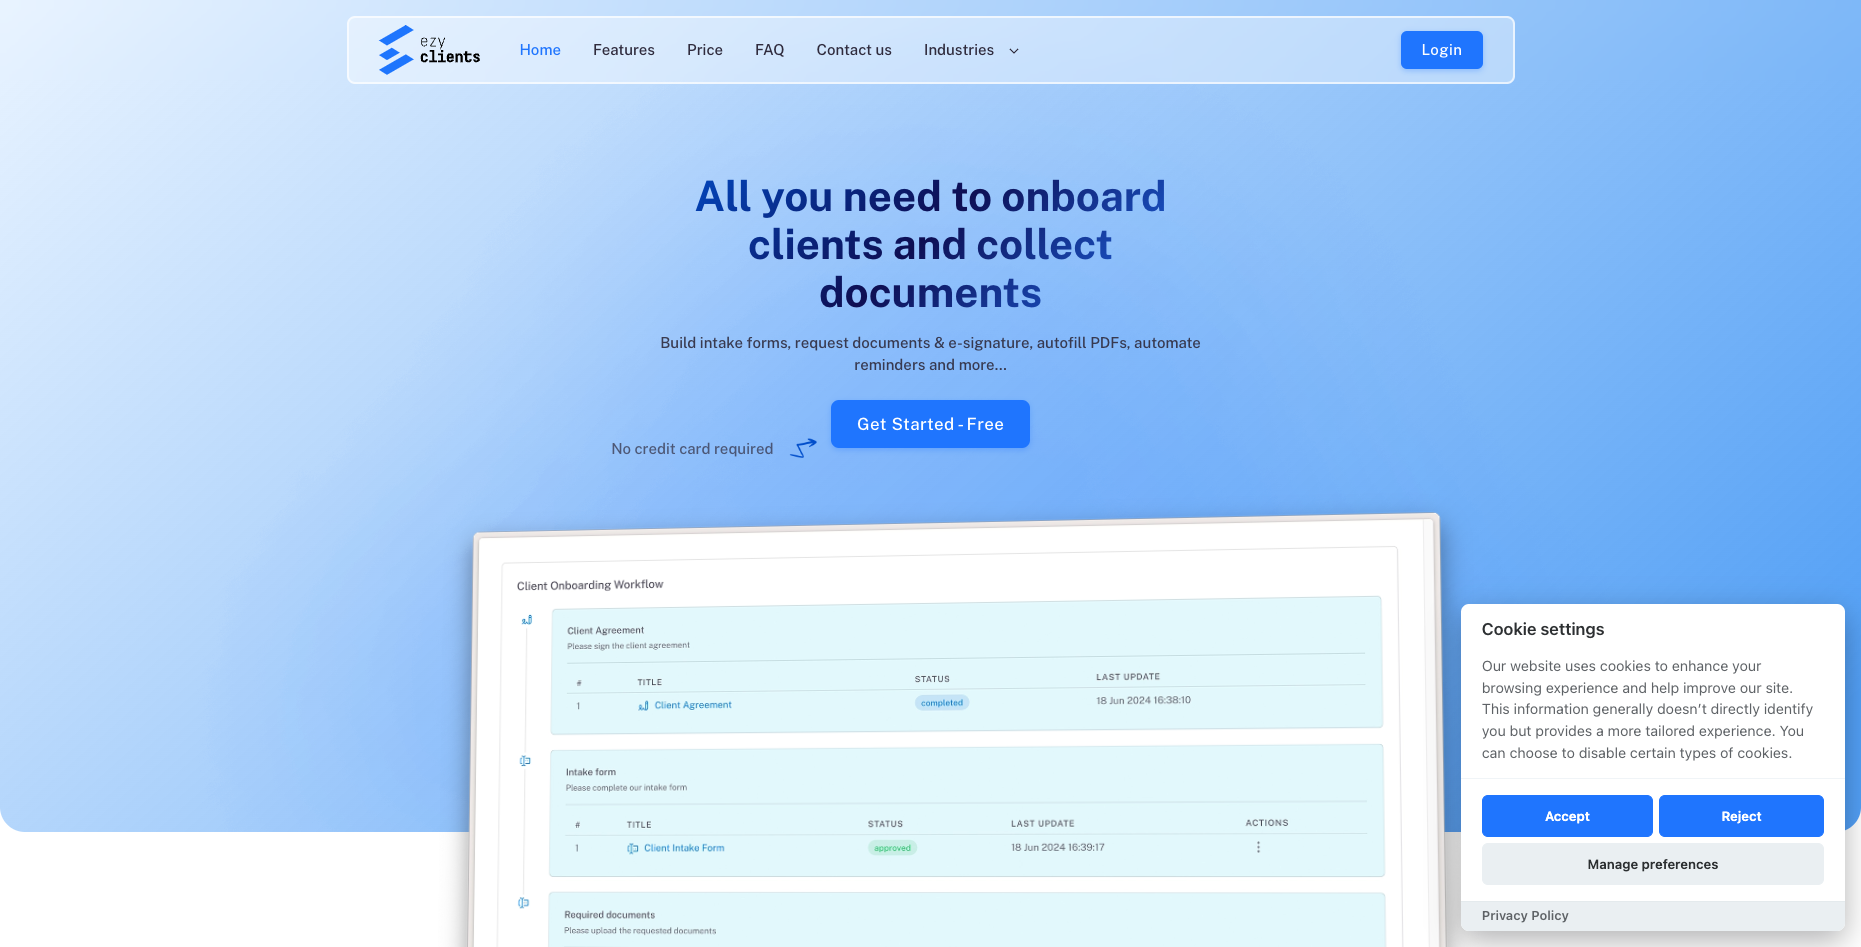 ezy
clients
Home Features Price FAQ Contact us Industries Login
All you need to onboard
clients and collect
documents
Build intake forms, request documents & e-signature, autofill PDFs, automate
reminders and more...
Get Started - Free
No credit card required
Client Onboarding Workflow
Client Agreement
Please sign the client agreement
# TITLE STATUS LAST UPDATE
1 Client Agreement completed 18 Jun 2024 16:38:10
Intake form
Please complete our intake form
# TITLE STATUS LAST UPDATE ACTIONS
1 Client Intake Form approved 18 Jun 2024 16:39:17
Required documents
Please upload the requested documents
Cookie settings
Our website uses cookies to enhance your
browsing experience and help improve our site.
This information generally doesn't directly identify
you but provides a more tailored experience. You
can choose to disable certain types of cookies.
Accept Reject
Manage preferences
Privacy Policy